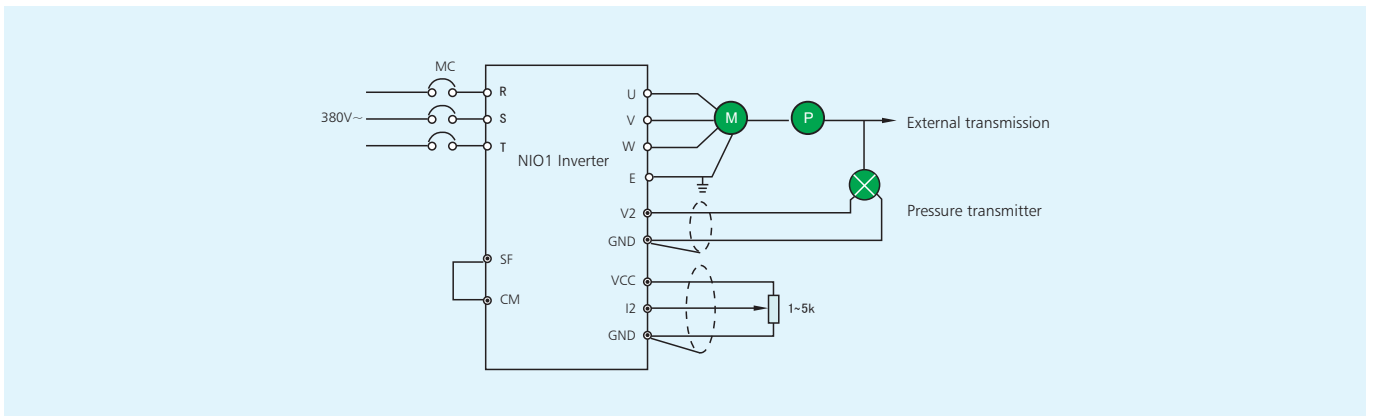 MC
R
U
380V~
S
V
M
P
External transmission
T
W
NIO1 Inverter
E
V2
Pressure transmitter
GND
SF
VCC
CM
I2
1~5k
GND